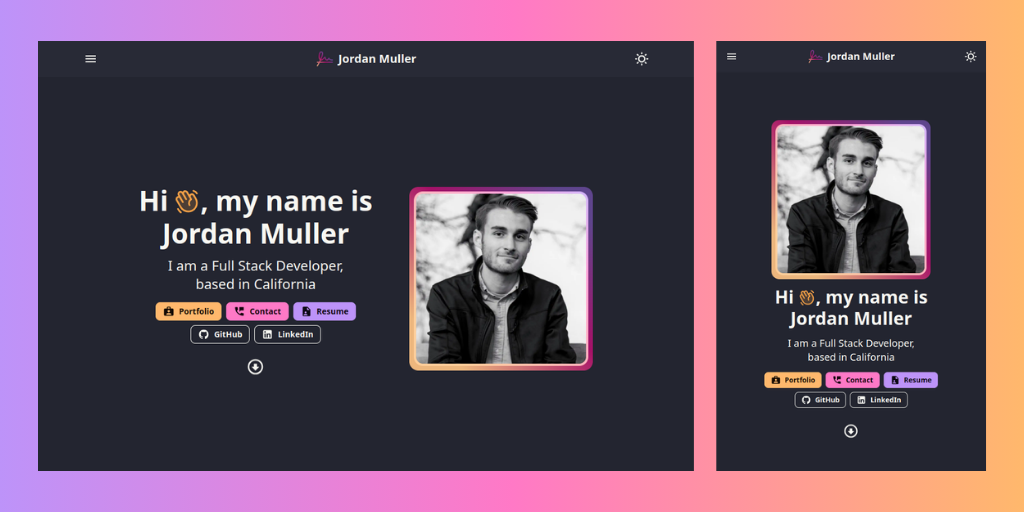 Jordan Muller
Hi 👋, my name is
Jordan Muller
I am a Full Stack Developer,
based in California
Portfolio Contact Resume
GitHub LinkedIn
Jordan Muller
Hi 👋, my name is
Jordan Muller
I am a Full Stack Developer,
based in California
Portfolio Contact Resume
GitHub LinkedIn